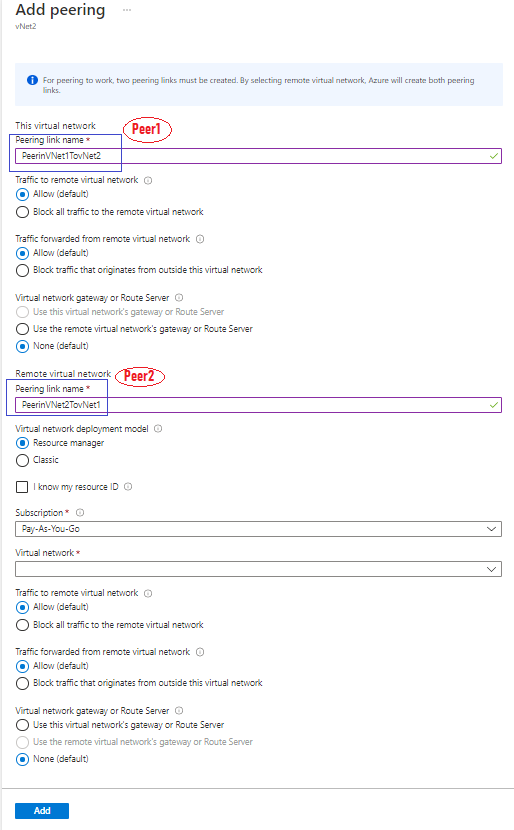 Add peering ...
vNet2
For peering to work, two peering links must be created. By selecting remote virtual network, Azure will create both peering
links.
This virtual network
Peer1
Peering link name *
PeerinVNet1TovNet2
Traffic to remote virtual network
Allow (default)
Block all traffic to the remote virtual network
Traffic forwarded from remote virtual network
Allow (default)
Block traffic that originates from outside this virtual network
Virtual network gateway or Route Server
Use this virtual network's gateway or Route Server
Use the remote virtual network's gateway or Route Server
None (default)
Remote virtual network
Peer2
Peering link name *
PeerinVNet2TovNet1
Virtual network deployment model
Resource manager
Classic
I know my resource ID
Subscription *
Pay-As-You-Go
Virtual network *
Traffic to remote virtual network
Allow (default)
Block all traffic to the remote virtual network
Traffic forwarded from remote virtual network
Allow (default)
Block traffic that originates from outside this virtual network
Virtual network gateway or Route Server
Use this virtual network's gateway or Route Server
Use the remote virtual network's gateway or Route Server
None (default)
Add